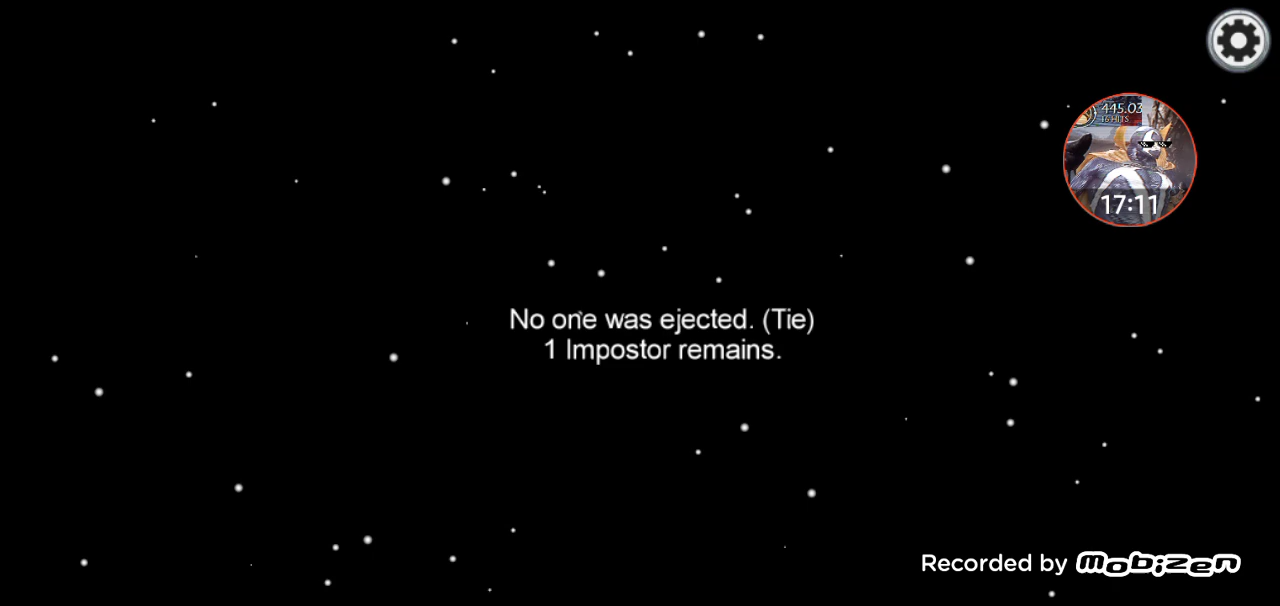 445.03
16 HITS
17:11
No one was ejected. (Tie)
1 Impostor remains.
Recorded by mobizen